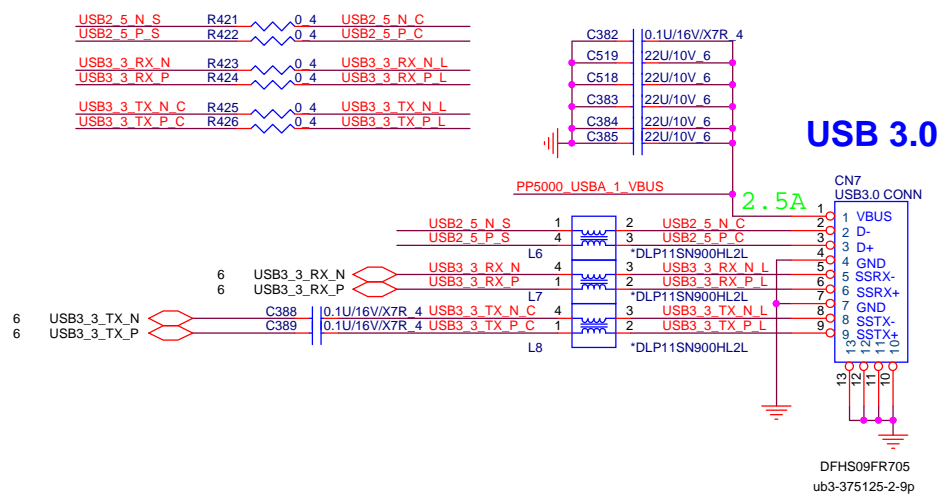 USB2_5_N_S R421 0_4 USB2_5_N_C
USB2_5_P_S R422 0_4 USB2_5_P_C
USB3_3_RX_N R423 0_4 USB3_3_RX_N_L
USB3_3_RX_P R424 0_4 USB3_3_RX_P_L
USB3_3_TX_N_C R425 0_4 USB3_3_TX_N_L
USB3_3_TX_P_C R426 0_4 USB3_3_TX_P_L
C382 0.1U/16V/X7R_4
C519 22U/10V_6
C518 22U/10V_6
C383 22U/10V_6
C384 22U/10V_6
C385 22U/10V_6
USB 3.0
PP5000_USBA_1_VBUS
2.5A
CN7
USB3.0 CONN
1 1 VBUS
USB2_5_N_S 1 2 USB2_5_N_C 2 2 D-
USB2_5_P_S 4 3 USB2_5_P_C 3 3 D+
L6 *DLP11SN900HL2L 4 4 GND
6 USB3_3_RX_N USB3_3_RX_N 4 3 USB3_3_RX_N_L 5 5 SSRX-
6 USB3_3_RX_P USB3_3_RX_P 1 2 USB3_3_RX_P_L 6 6 SSRX+
L7 *DLP11SN900HL2L 7 7 GND
6 USB3_3_TX_N C388 0.1U/16V/X7R_4 USB3_3_TX_N_C 4 3 USB3_3_TX_N_L 8 8 SSTX-
6 USB3_3_TX_P C389 0.1U/16V/X7R_4 USB3_3_TX_P_C 1 2 USB3_3_TX_P_L 9 9 SSTX+
L8 *DLP11SN900HL2L
13 12 11 10
13 12 11 10
DFHS09FR705
ub3-375125-2-9p